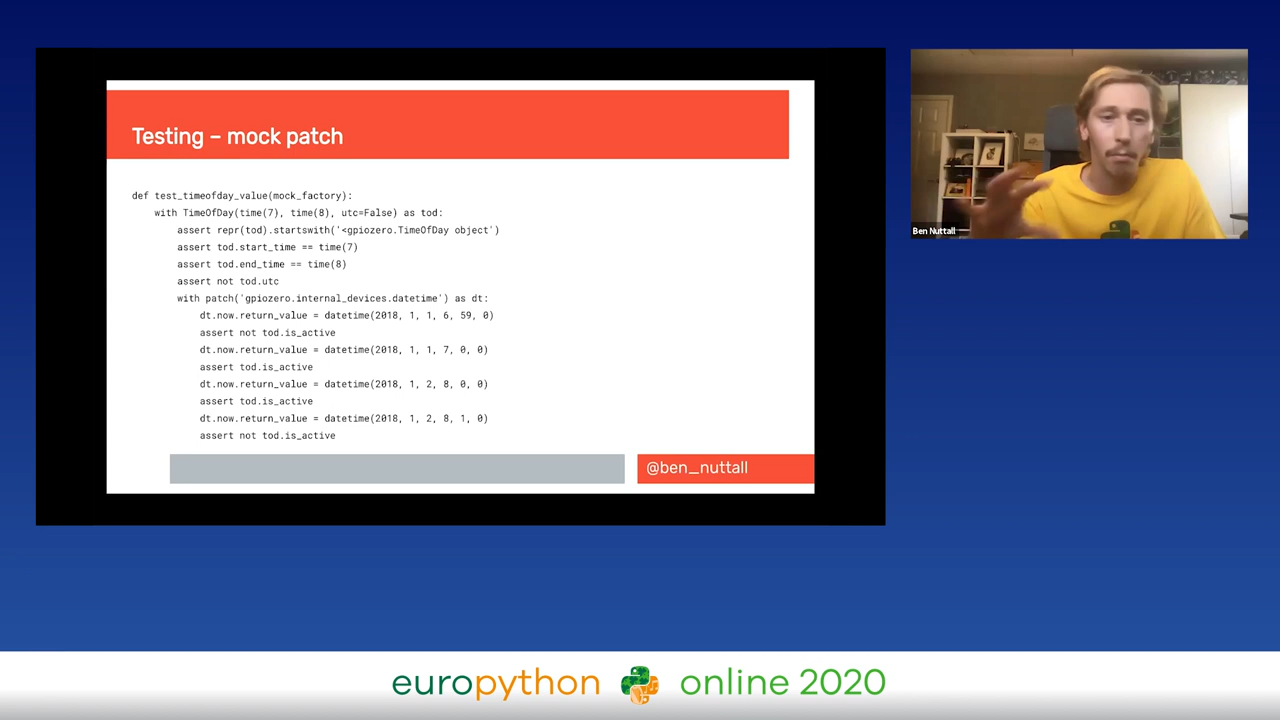 Testing – mock patch
def test_timeofday_value(mock_factory):
    with TimeOfDay(time(7), time(8), utc=False) as tod:
        assert repr(tod).startswith('<gpiozero.TimeOfDay object')
        assert tod.start_time == time(7)
        assert tod.end_time == time(8)
        assert not tod.utc
        with patch('gpiozero.internal_devices.datetime') as dt:
            dt.now.return_value = datetime(2018, 1, 1, 6, 59, 0)
            assert not tod.is_active
            dt.now.return_value = datetime(2018, 1, 1, 7, 0, 0)
            assert tod.is_active
            dt.now.return_value = datetime(2018, 1, 2, 8, 0, 0)
            assert tod.is_active
            dt.now.return_value = datetime(2018, 1, 2, 8, 1, 0)
            assert not tod.is_active
@ben_nuttall
Ben Nuttall
europython online 2020